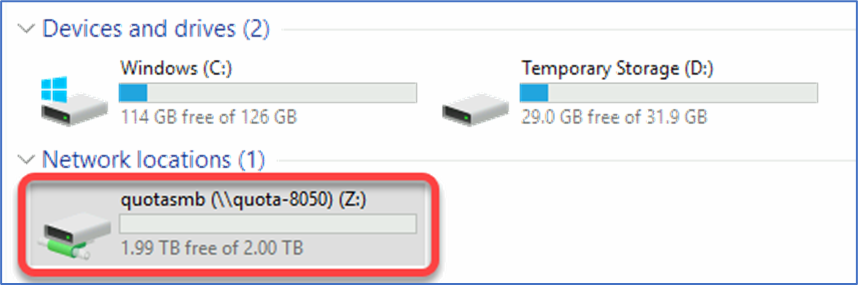 Devices and drives (2)
Windows (C:)
114 GB free of 126 GB
Temporary Storage (D:)
29.0 GB free of 31.9 GB
Network locations (1)
quotasmb (\\quota-8050) (Z:)
1.99 TB free of 2.00 TB